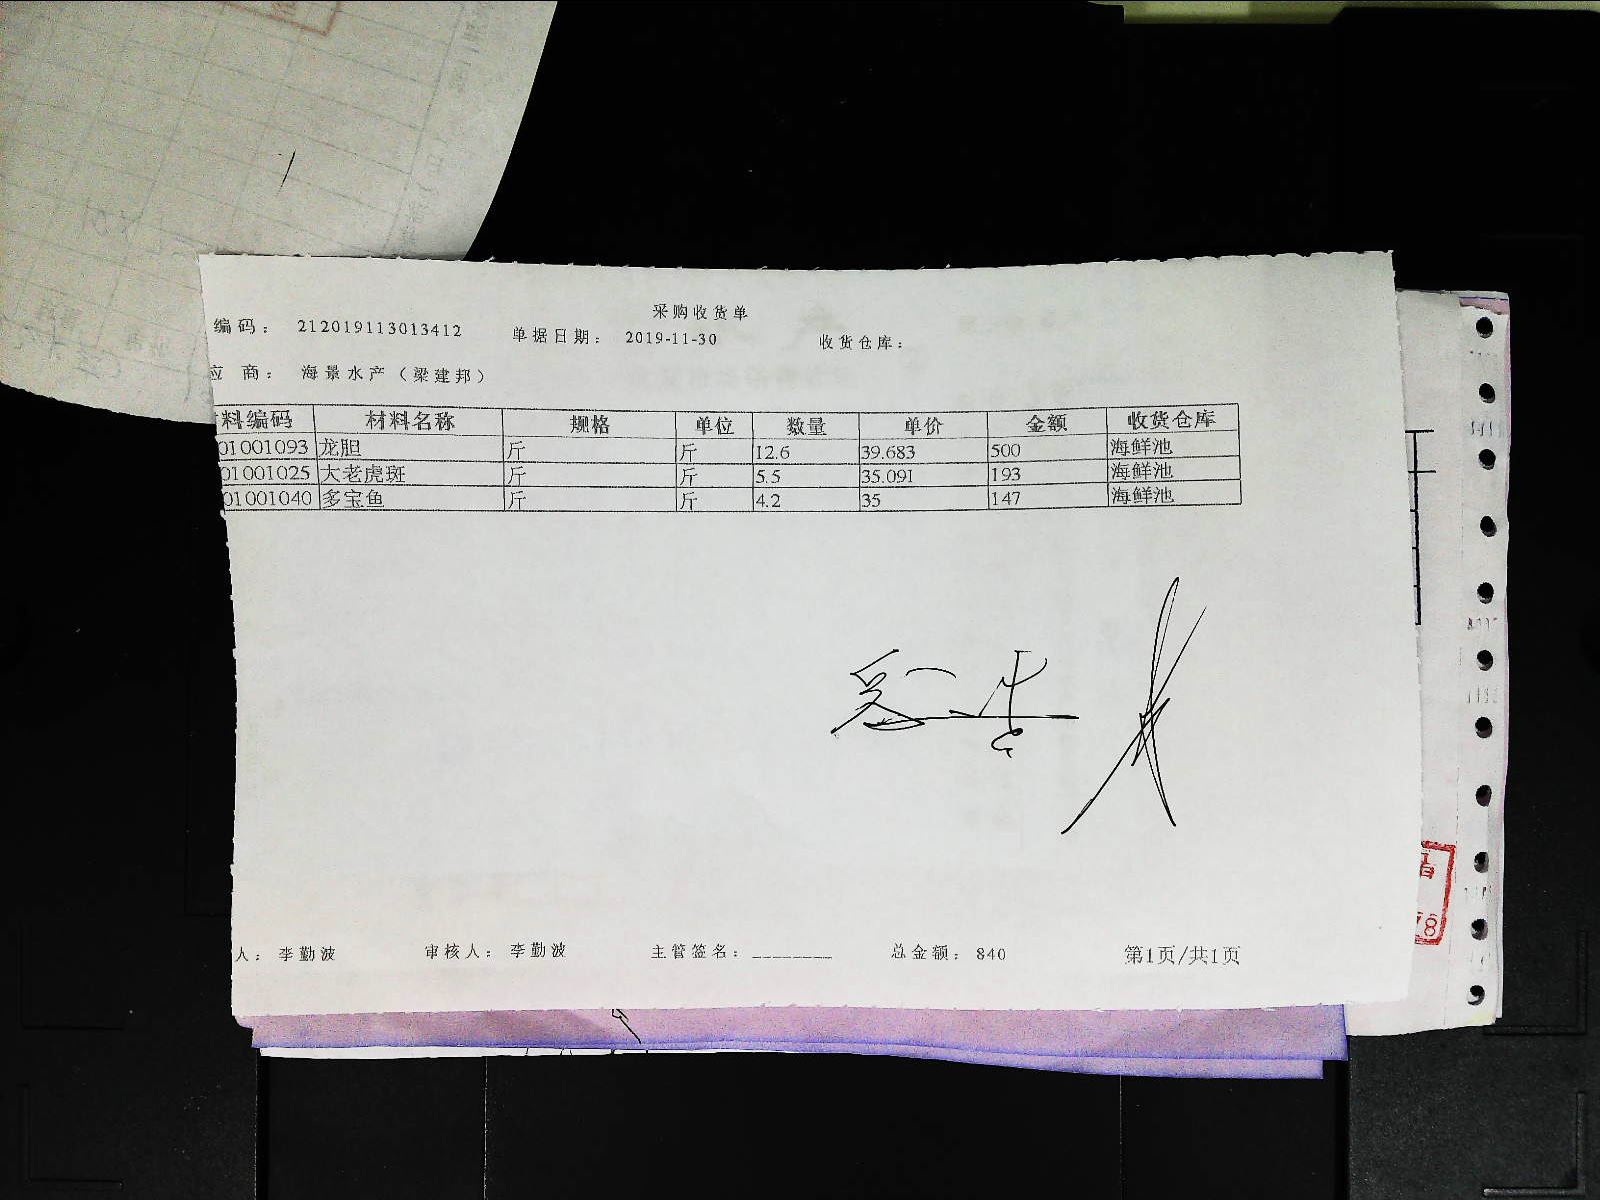 采购收货单
编码： 212019113013412 单据日期： 2019-11-30 收货仓库：
应 商： 海景水产（梁建邦）
料编码 材料名称 规格 单位 数量 单价 金额 收货仓库
01001093 龙胆 斤 斤 12.6 39.683 500 海鲜池
01001025 大老虎斑 斤 斤 5.5 35.091 193 海鲜池
01001040 多宝鱼 斤 斤 4.2 35 147 海鲜池
人： 李勤波 审核人： 李勤波 主管签名：________ 总金额： 840 第1页/共1页